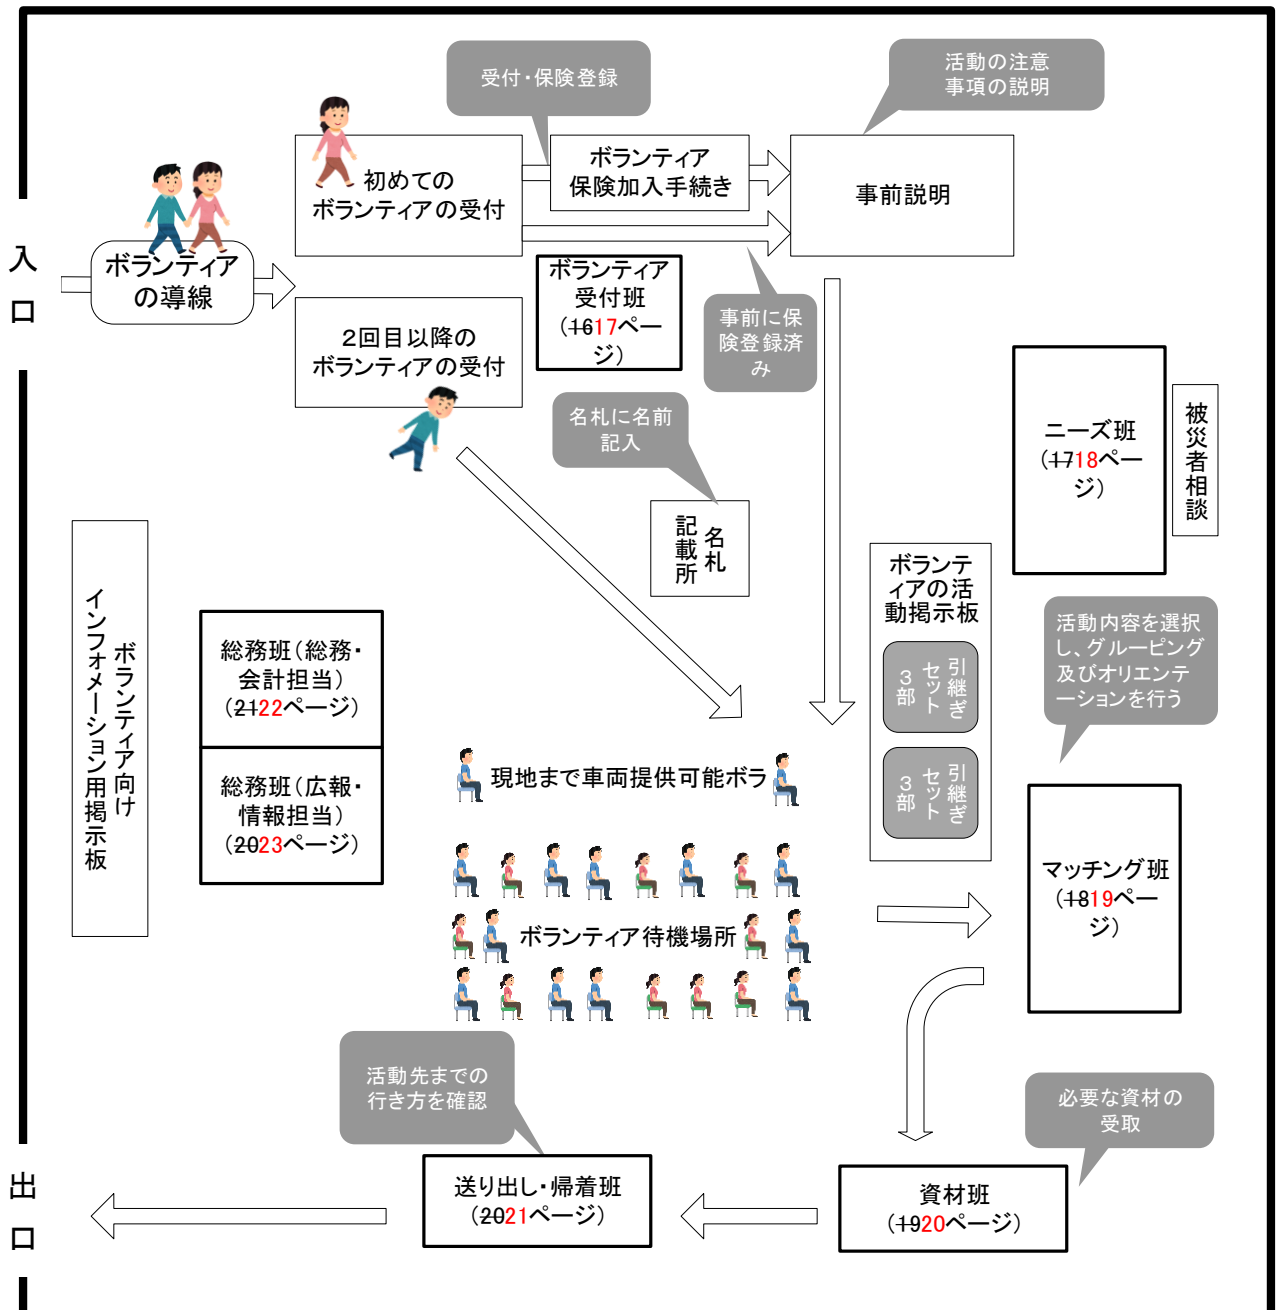 受付・保険登録
活動の注意
事項の説明
初めての
ボランティアの受付
ボランティア
保険加入手続き
事前説明
入
口
ボランティア
の導線
ボランティア
受付班
（1617ペー
ジ）
事前に保
険登録済
み
２回目以降の
ボランティアの受付
名札に名前
記入
名札
記載所
ニーズ班
（1718ペー
ジ）
被災者相談
ボランティア向け
インフォメーション用掲示板
総務班（総務・
会計担当）
（2122ページ）
総務班（広報・
情報担当）
（2023ページ）
ボランテ
ィアの活
動掲示板
引継ぎ
セット
３部
引継ぎ
セット
３部
活動内容を選択
し、グルーピング
及びオリエンテ
ーションを行う
現地まで車両提供可能ボラ
ボランティア待機場所
マッチング班
（1819ペー
ジ）
活動先までの
行き方を確認
必要な資材の
受取
出
口
送り出し・帰着班
（2021ページ）
資材班
（1920ページ）